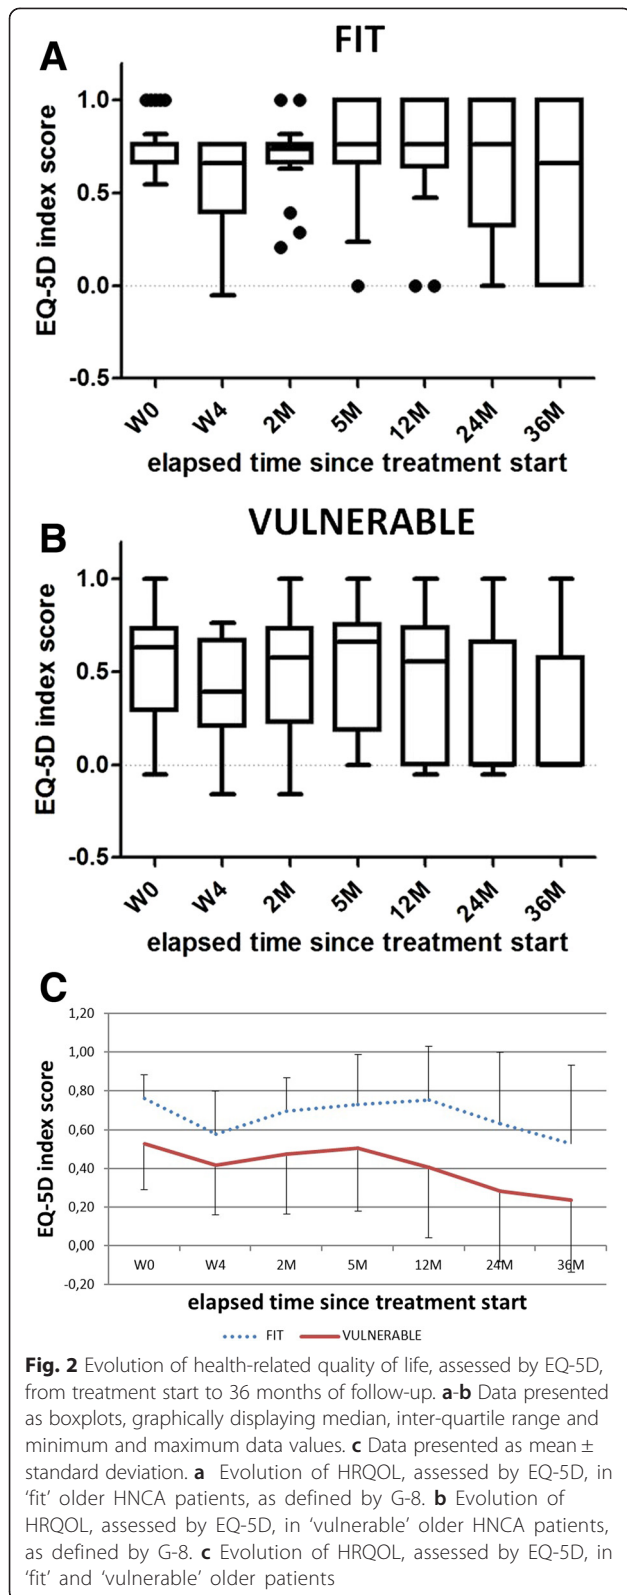 A
FIT
EQ-5D index score
1.0
0.5
0.0
-0.5
W0 W4 2M 5M 12M 24M 36M
elapsed time since treatment start
B
VULNERABLE
EQ-5D index score
1.0
0.5
0.0
-0.5
W0 W4 2M 5M 12M 24M 36M
elapsed time since treatment start
C
EQ-5D index score
1,20
1,00
0,80
0,60
0,40
0,20
0,00
-0,20
W0 W4 2M 5M 12M 24M 36M
elapsed time since treatment start
FIT VULNERABLE
Fig. 2 Evolution of health-related quality of life, assessed by EQ-5D,
from treatment start to 36 months of follow-up. a-b Data presented
as boxplots, graphically displaying median, inter-quartile range and
minimum and maximum data values. c Data presented as mean ±
standard deviation. a Evolution of HRQOL, assessed by EQ-5D, in
‘fit’ older HNCA patients, as defined by G-8. b Evolution of
HRQOL, assessed by EQ-5D, in ‘vulnerable’ older HNCA patients,
as defined by G-8. c Evolution of HRQOL, assessed by EQ-5D, in
‘fit’ and ‘vulnerable’ older patients